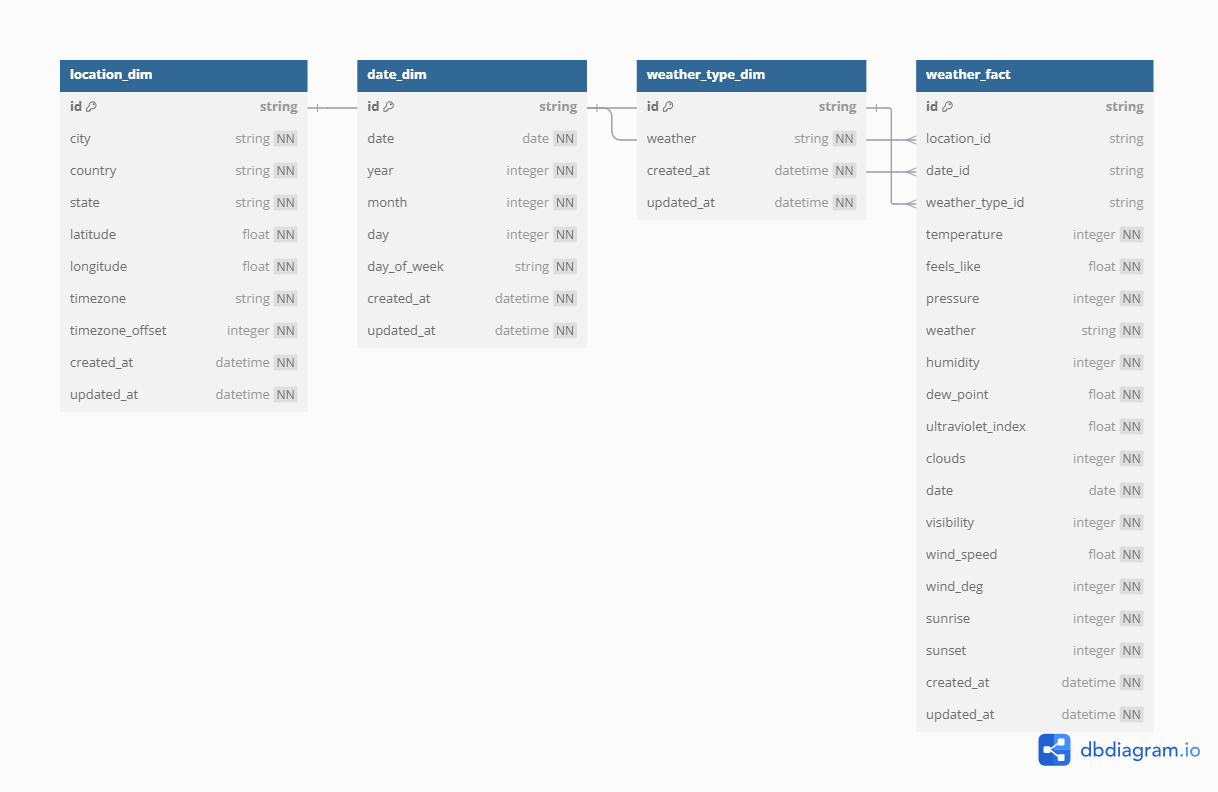 location_dim
id string
city string NN
country string NN
state string NN
latitude float NN
longitude float NN
timezone string NN
timezone_offset integer NN
created_at datetime NN
updated_at datetime NN
date_dim
id string
date date NN
year integer NN
month integer NN
day integer NN
day_of_week string NN
created_at datetime NN
updated_at datetime NN
weather_type_dim
id string
weather string NN
created_at datetime NN
updated_at datetime NN
weather_fact
id string
location_id string
date_id string
weather_type_id string
temperature integer NN
feels_like float NN
pressure integer NN
weather string NN
humidity integer NN
dew_point float NN
ultraviolet_index float NN
clouds integer NN
date date NN
visibility integer NN
wind_speed float NN
wind_deg integer NN
sunrise integer NN
sunset integer NN
created_at datetime NN
updated_at datetime NN
dbdiagram.io